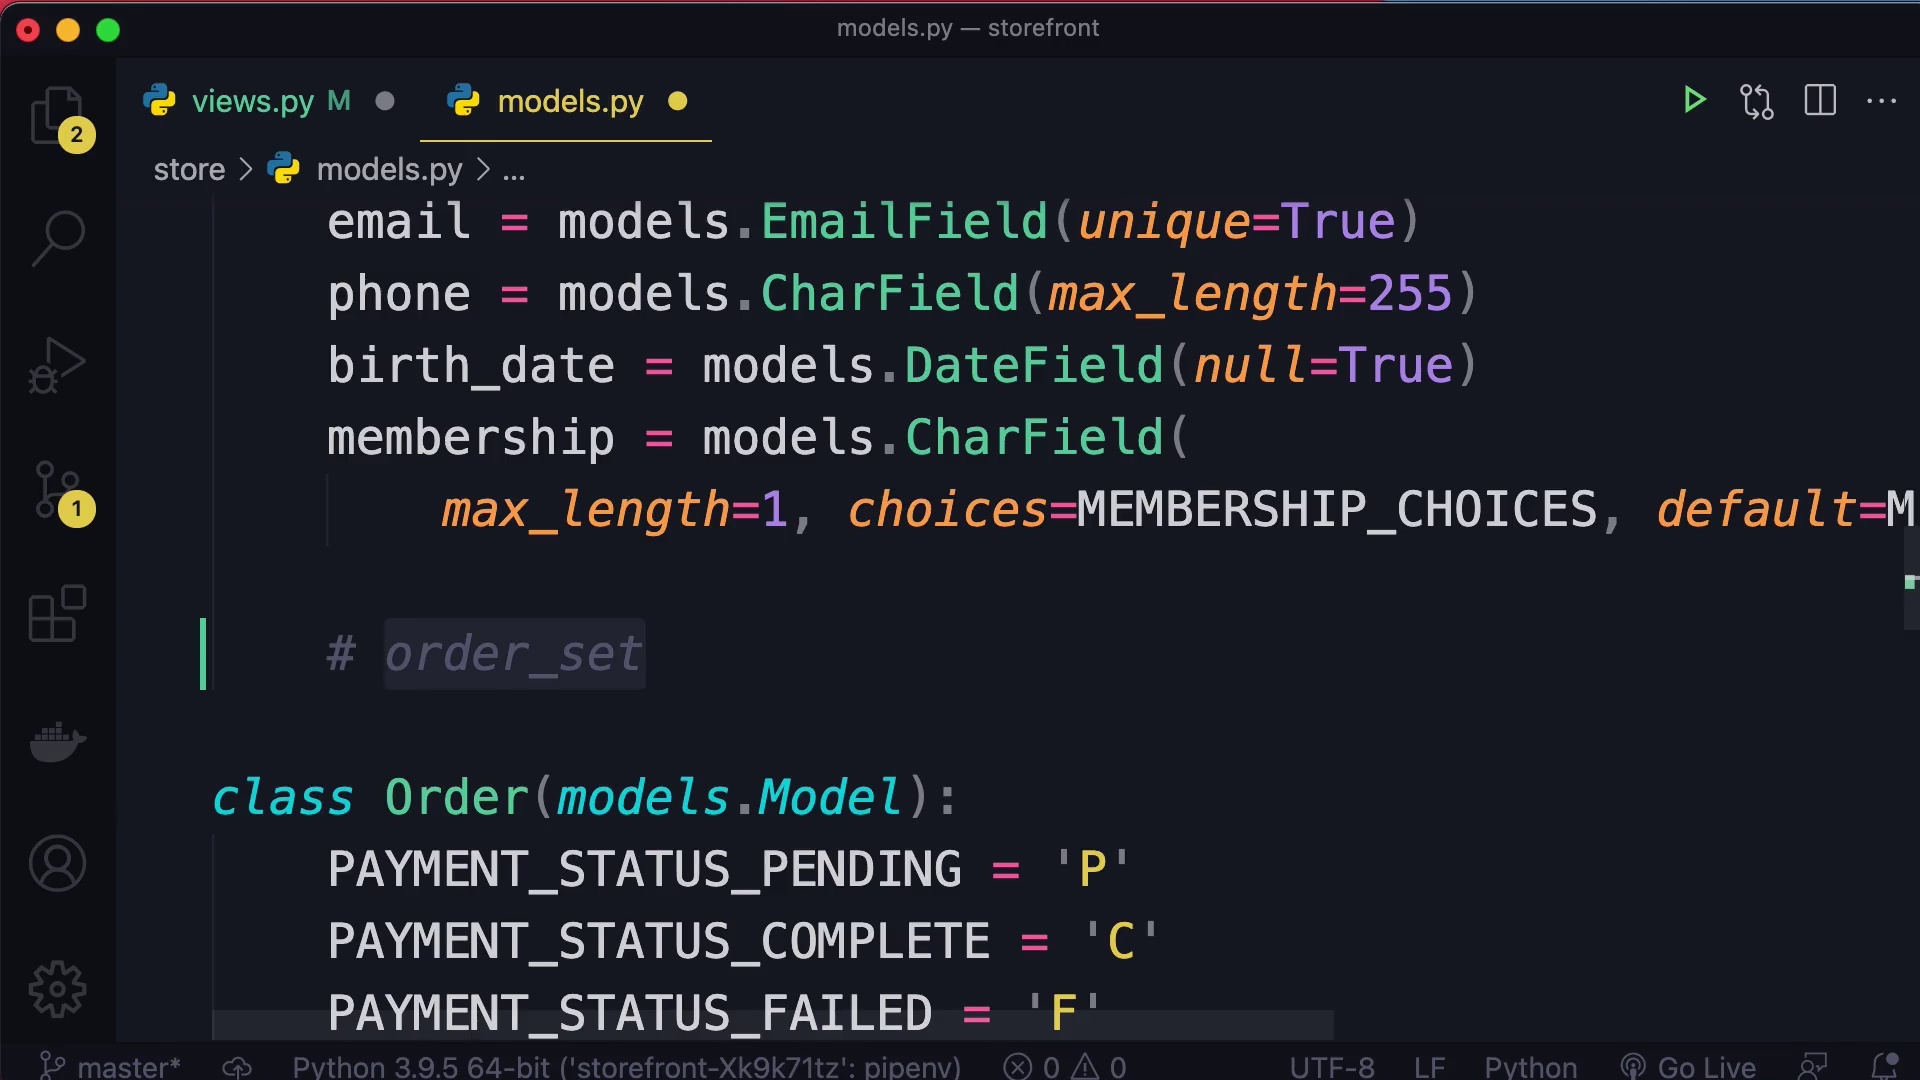 models.py — storefront
views.py M
models.py
2
store > models.py > ...
email = models.EmailField(unique=True)
phone = models.CharField(max_length=255)
birth_date = models.DateField(null=True)
membership = models.CharField(
max_length=1, choices=MEMBERSHIP_CHOICES, default=M
1
# order_set
class Order(models.Model):
PAYMENT_STATUS_PENDING = 'P'
PAYMENT_STATUS_COMPLETE = 'C'
PAYMENT_STATUS_FAILED = 'F'
master* Python 3.9.5 64-bit ('storefront-Xk9k71tz': pipenv) 0 0 UTF-8 LF Python Go Live